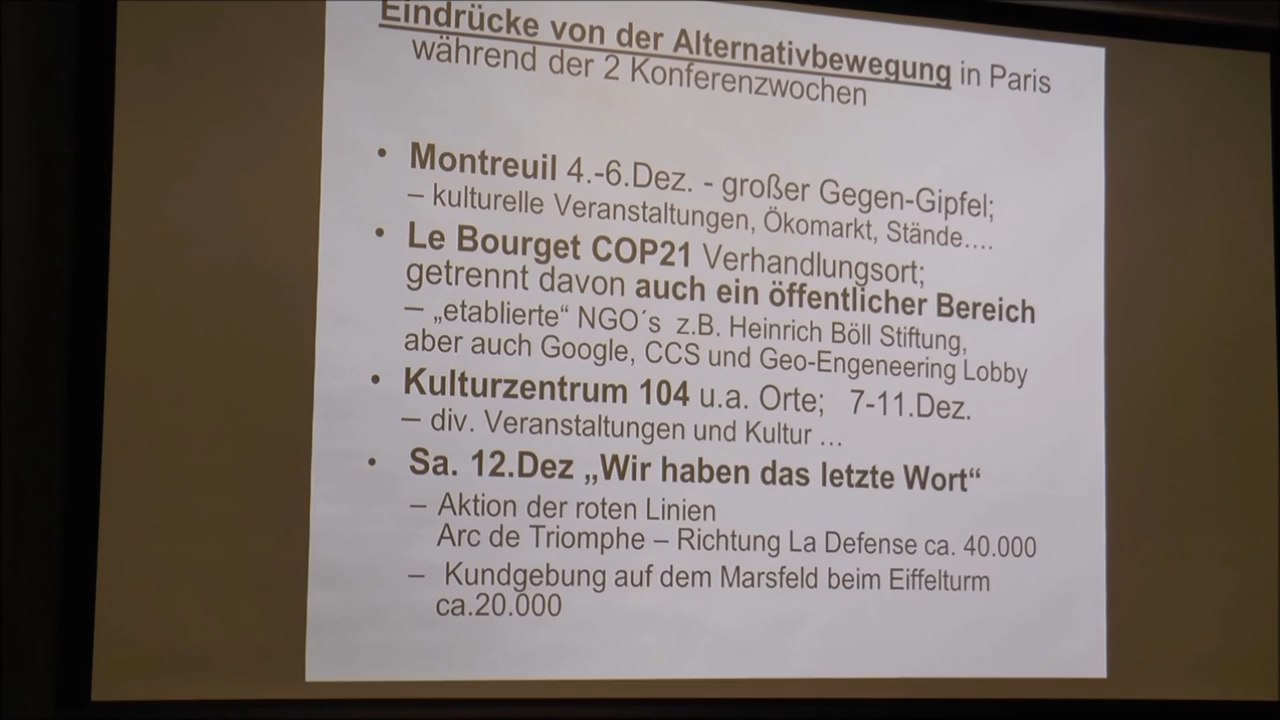 Eindrücke von der Alternativbewegung in Paris
während der 2 Konferenzwochen
• Montreuil 4.-6.Dez. - großer Gegen-Gipfel;
– kulturelle Veranstaltungen, Ökomarkt, Stände….
• Le Bourget COP21 Verhandlungsort;
getrennt davon auch ein öffentlicher Bereich
– „etablierte“ NGO´s z.B. Heinrich Böll Stiftung,
aber auch Google, CCS und Geo-Engeneering Lobby
• Kulturzentrum 104 u.a. Orte; 7-11.Dez.
– div. Veranstaltungen und Kultur …
• Sa. 12.Dez „Wir haben das letzte Wort“
– Aktion der roten Linien
Arc de Triomphe – Richtung La Defense ca. 40.000
– Kundgebung auf dem Marsfeld beim Eiffelturm
ca.20.000